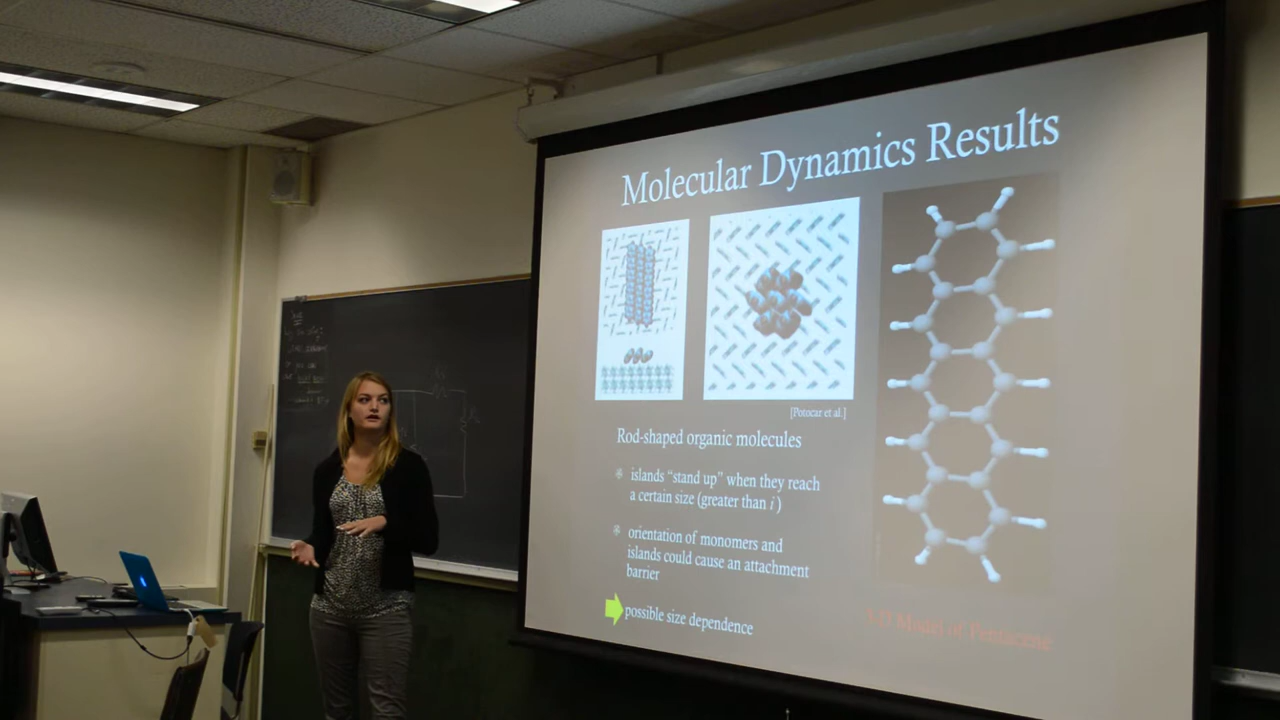 Molecular Dynamics Results
[Potocar et al.]
Rod-shaped organic molecules
islands “stand up” when they reach
a certain size (greater than i)
orientation of monomers and
islands could cause an attachment
barrier
possible size dependence
3-D Model of Pentacene